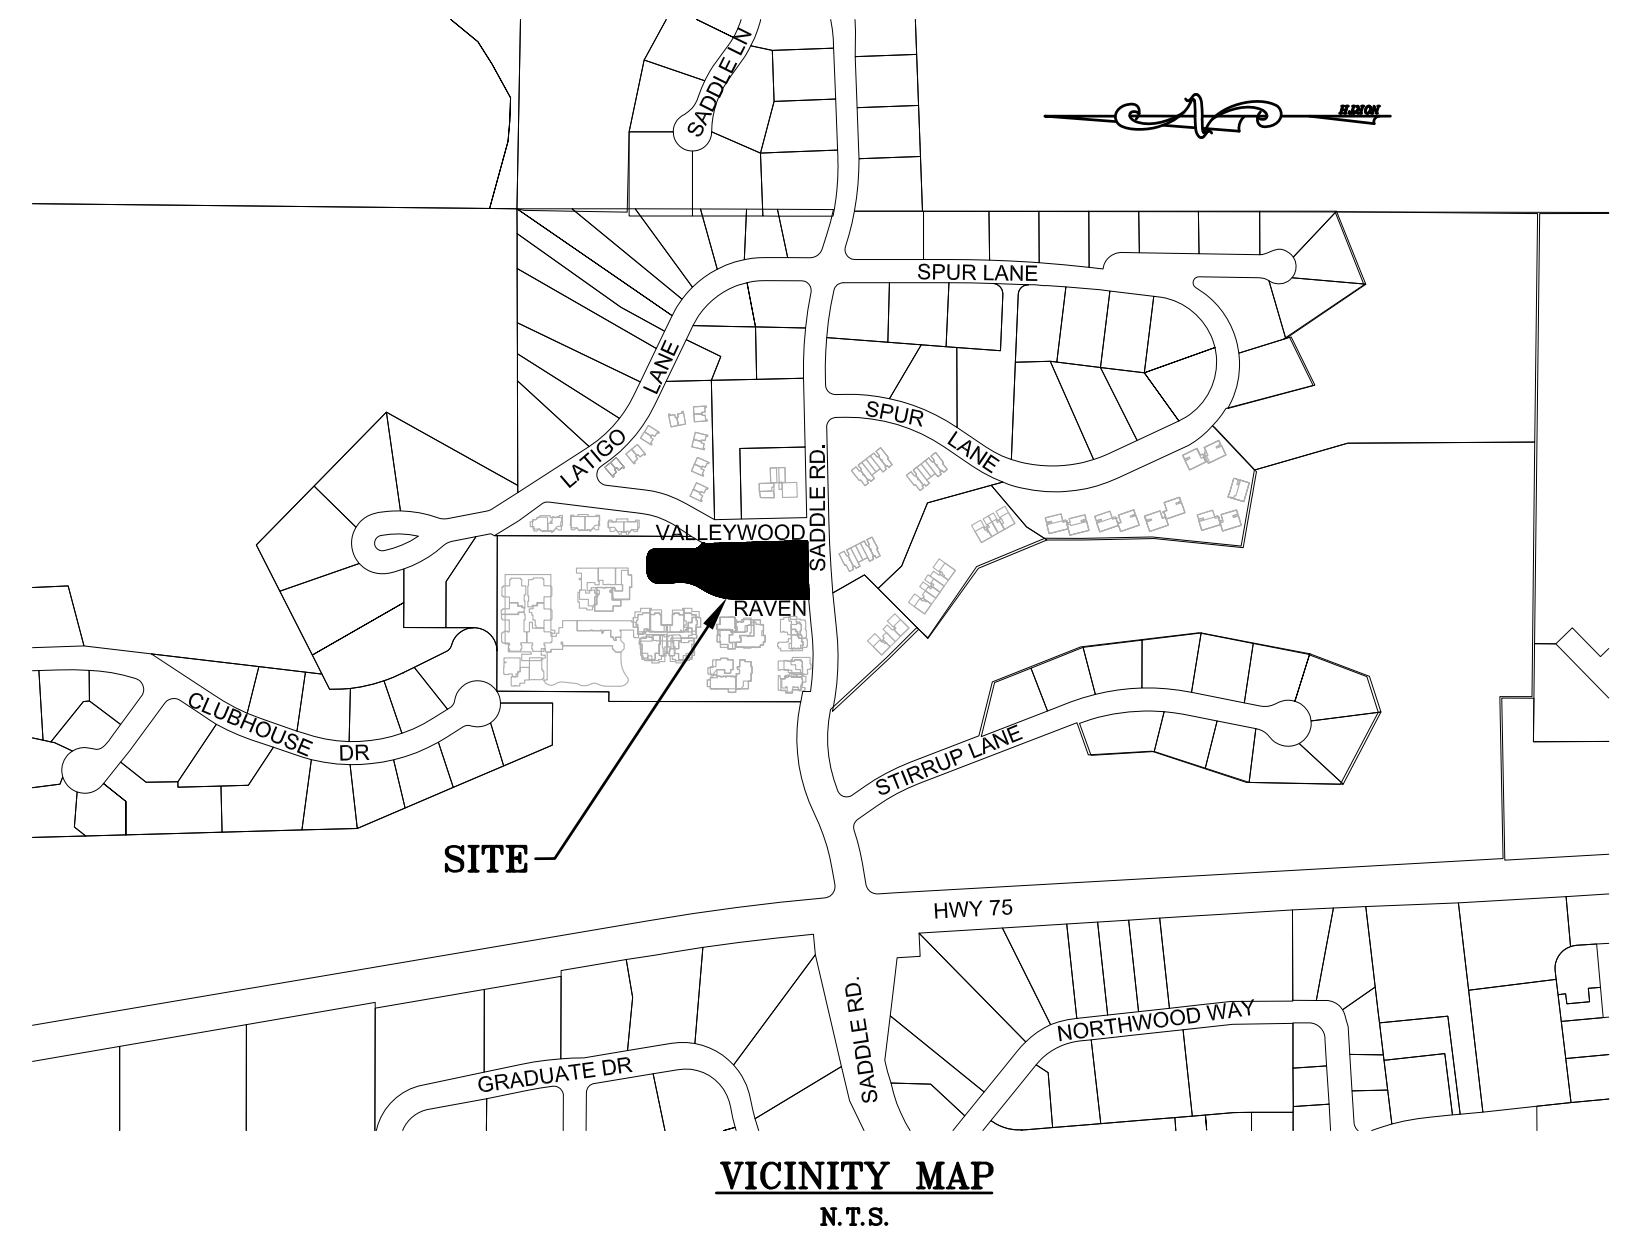 SADDLE LN
NORTH
SPUR LANE
LATIGO LANE
SPUR LANE
SADDLE RD.
VALLEYWOOD
RAVEN
CLUBHOUSE DR
STIRRUP LANE
SITE
HWY 75
SADDLE RD.
NORTHWOOD WAY
GRADUATE DR
VICINITY MAP
N.T.S.